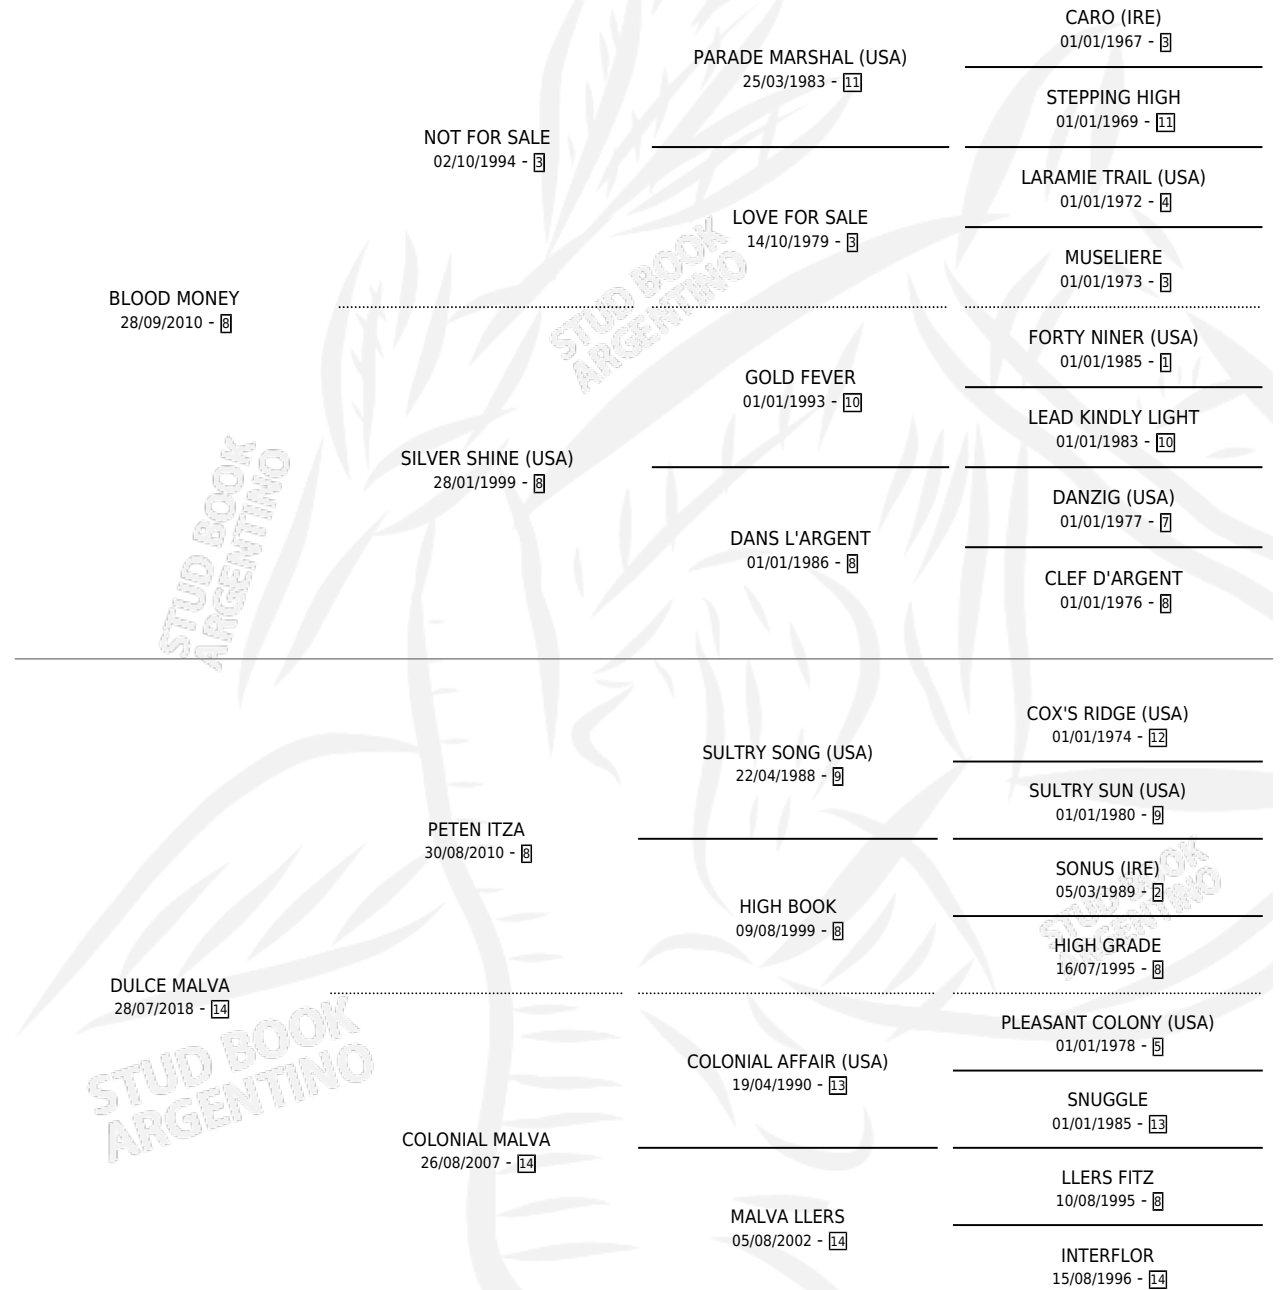 CARO (IRE)
01/01/1967 - 3
PARADE MARSHAL (USA)
25/03/1983 - 11
STEPPING HIGH
01/01/1969 - 11
NOT FOR SALE
02/10/1994 - 3
LARAMIE TRAIL (USA)
01/01/1972 - 4
LOVE FOR SALE
14/10/1979 - 3
MUSELIERE
01/01/1973 - 3
STUD BOOK
ARGENTINO
BLOOD MONEY
28/09/2010 - 8
FORTY NINER (USA)
01/01/1985 - 1
GOLD FEVER
01/01/1993 - 10
LEAD KINDLY LIGHT
01/01/1983 - 10
SILVER SHINE (USA)
28/01/1999 - 8
DANZIG (USA)
01/01/1977 - 7
DANS L'ARGENT
01/01/1986 - 8
CLEF D'ARGENT
01/01/1976 - 8
STUD BOOK
ARGENTINO
COX'S RIDGE (USA)
01/01/1974 - 12
SULTRY SONG (USA)
22/04/1988 - 9
SULTRY SUN (USA)
01/01/1980 - 9
PETEN ITZA
30/08/2010 - 8
SONUS (IRE)
05/03/1989 - 2
HIGH BOOK
09/08/1999 - 8
STUD BOOK
ARGENTINO
HIGH GRADE
16/07/1995 - 8
DULCE MALVA
28/07/2018 - 14
PLEASANT COLONY (USA)
01/01/1978 - 5
COLONIAL AFFAIR (USA)
19/04/1990 - 13
STUD BOOK
ARGENTINO
SNUGGLE
01/01/1985 - 13
COLONIAL MALVA
26/08/2007 - 14
LLERS FITZ
10/08/1995 - 8
MALVA LLERS
05/08/2002 - 14
INTERFLOR
15/08/1996 - 14